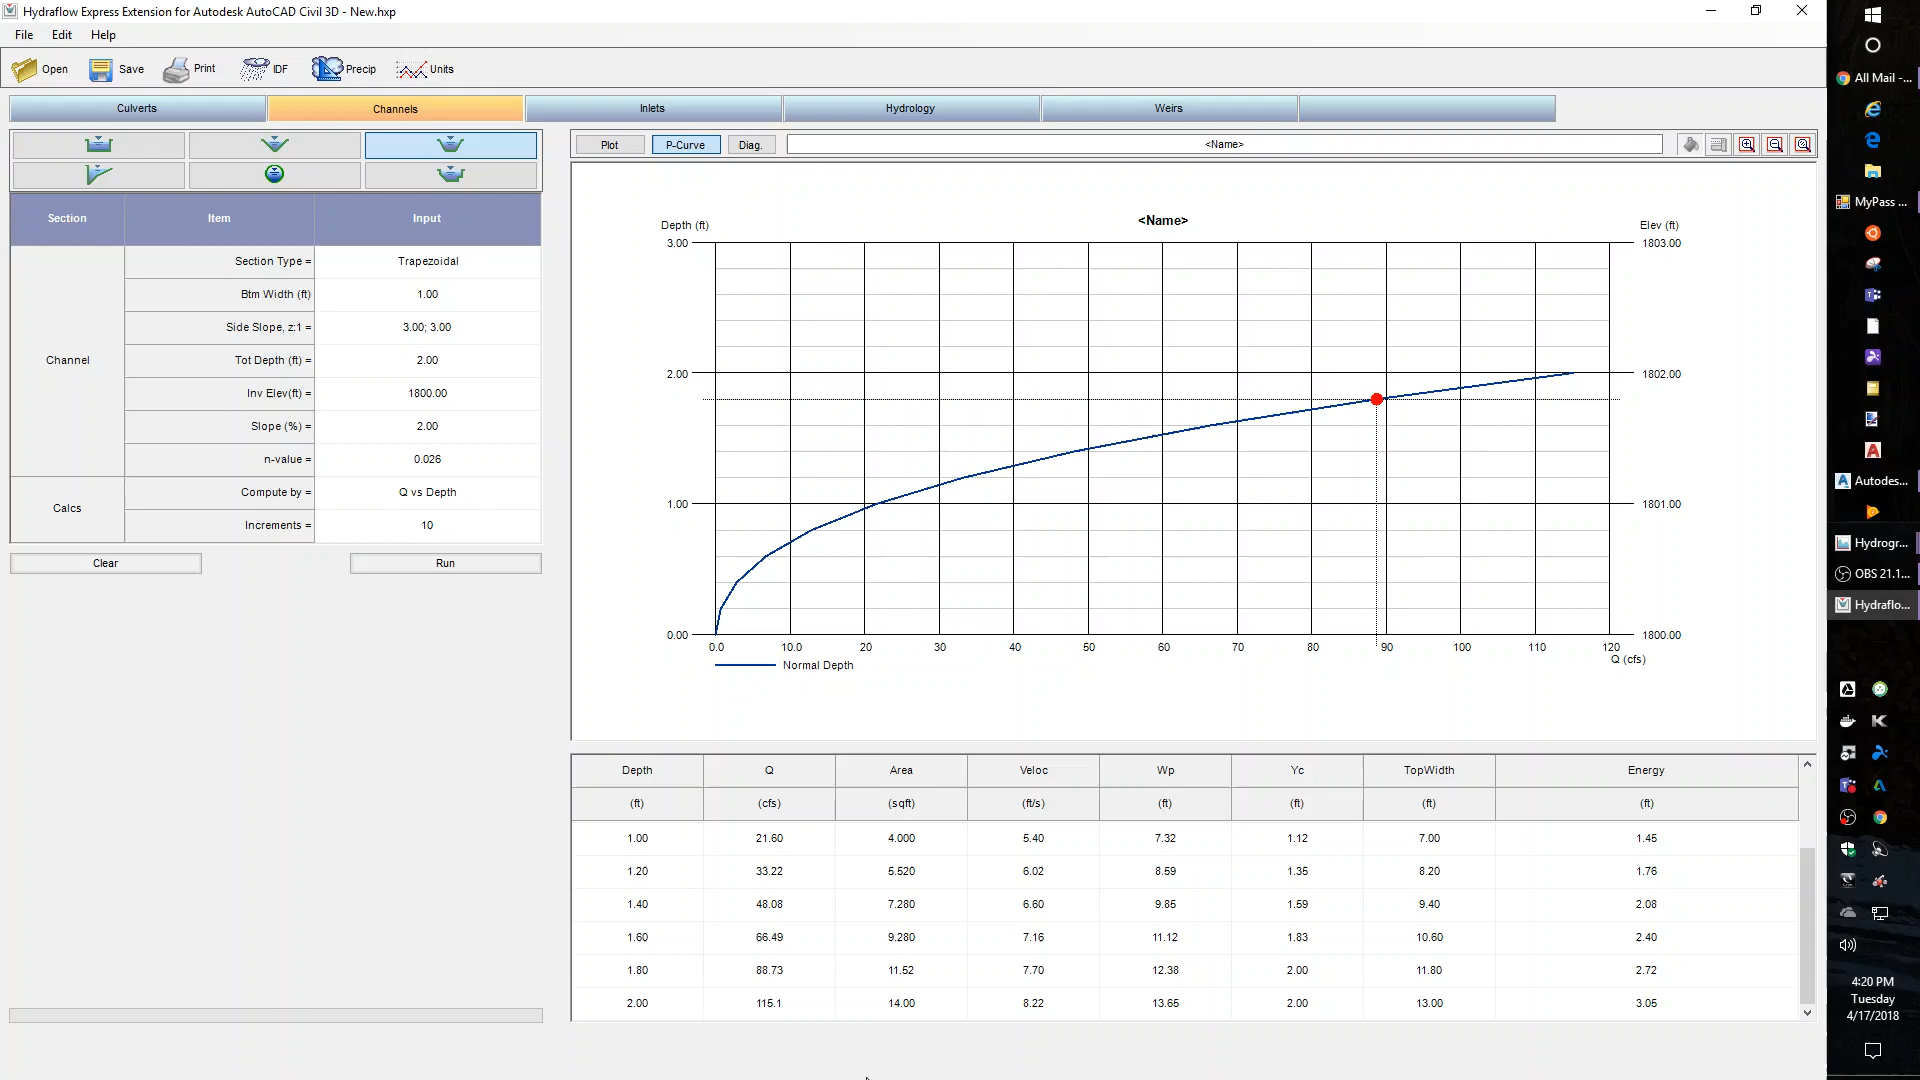 Hydraflow Express Extension for Autodesk AutoCAD Civil 3D - New.hxp
File Edit Help
Open Save Print IDF Precip Units
Culverts Channels Inlets Hydrology Weirs
Plot P-Curve Diag. <Name>
Section Item Input
Channel
Section Type = Trapezoidal
Btm Width (ft) 1.00
Side Slope, z:1 = 3.00; 3.00
Tot Depth (ft) = 2.00
Inv Elev(ft) = 1800.00
Slope (%) = 2.00
n-value = 0.026
Calcs
Compute by = Q vs Depth
Increments = 10
Clear Run
<Name>
Depth (ft) Elev (ft)
3.00 1803.00
2.00 1802.00
1.00 1801.00
0.00 1800.00
0.0 10.0 20 30 40 50 60 70 80 90 100 110 120
Q (cfs)
Normal Depth
Depth Q Area Veloc Wp Yc TopWidth Energy
(ft) (cfs) (sqft) (ft/s) (ft) (ft) (ft) (ft)
1.00 21.60 4.000 5.40 7.32 1.12 7.00 1.45
1.20 33.22 5.520 6.02 8.59 1.35 8.20 1.76
1.40 48.08 7.280 6.60 9.85 1.59 9.40 2.08
1.60 66.49 9.280 7.16 11.12 1.83 10.60 2.40
1.80 88.73 11.52 7.70 12.38 2.00 11.80 2.72
2.00 115.1 14.00 8.22 13.65 2.00 13.00 3.05
All Mail -...
MyPass ...
Autodes...
Hydrogr...
OBS 21.1...
Hydraflo...
4:20 PM
Tuesday
4/17/2018